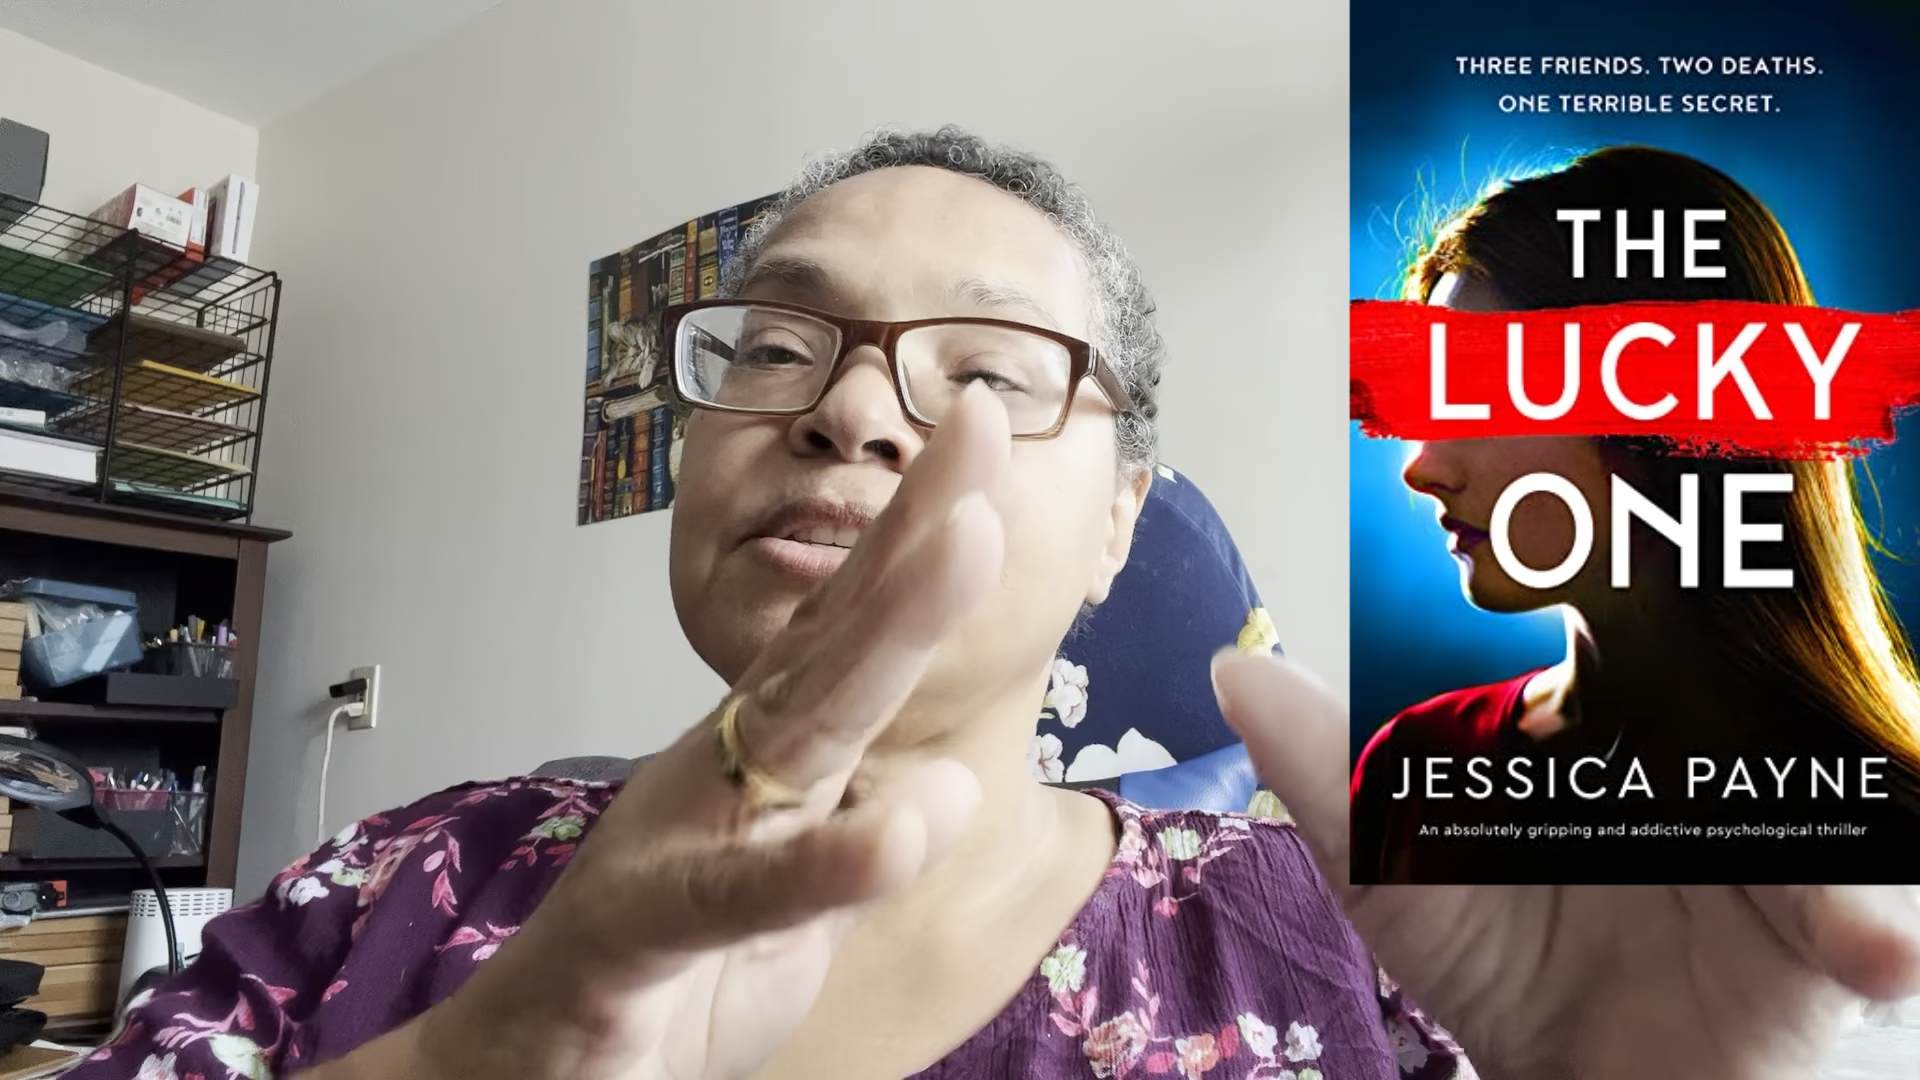 THREE FRIENDS. TWO DEATHS.
ONE TERRIBLE SECRET.
THE
LUCKY
ONE
JESSICA PAYNE
An absolutely gripping and addictive psychological thriller